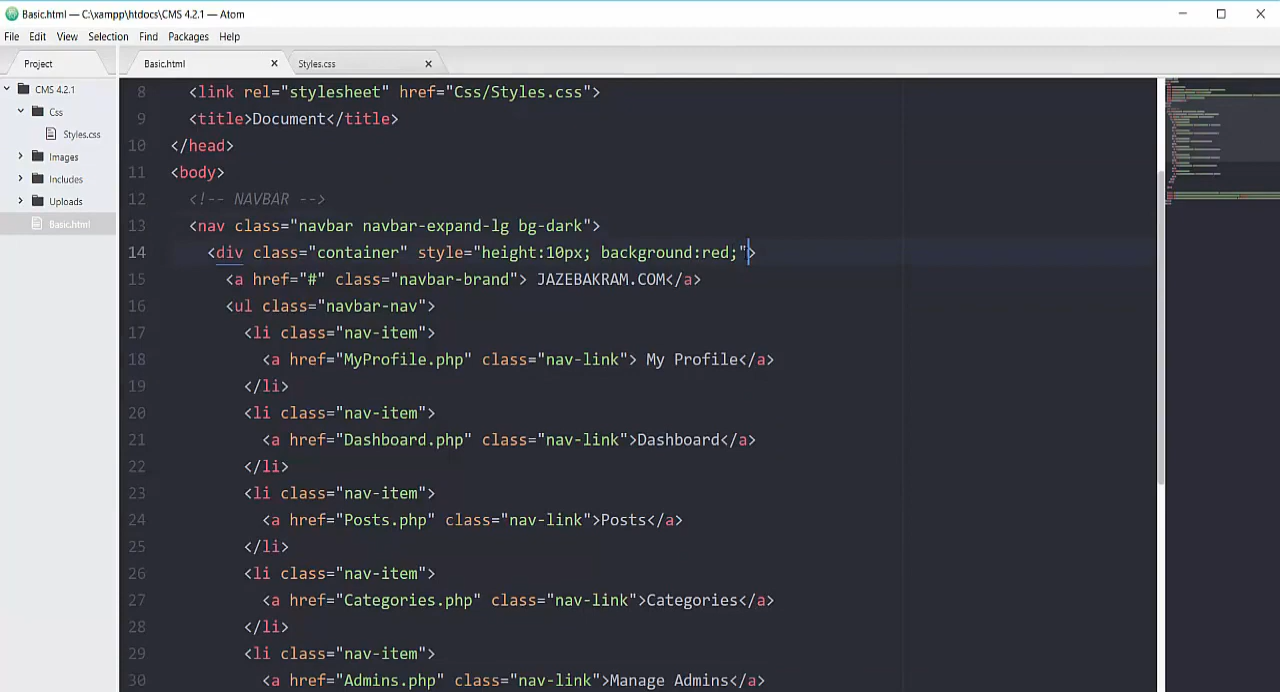 Basic.html — C:\xampp\htdocs\CMS 4.2.1 — Atom
File Edit View Selection Find Packages Help
Project
Basic.html
Styles.css
CMS 4.2.1
Css
Styles.css
Images
Includes
Uploads
Basic.html
8 <link rel="stylesheet" href="Css/Styles.css">
9 <title>Document</title>
10 </head>
11 <body>
12 <!-- NAVBAR -->
13 <nav class="navbar navbar-expand-lg bg-dark">
14 <div class="container" style="height:10px; background:red;">
15 <a href="#" class="navbar-brand"> JAZEBAKRAM.COM</a>
16 <ul class="navbar-nav">
17 <li class="nav-item">
18 <a href="MyProfile.php" class="nav-link"> My Profile</a>
19 </li>
20 <li class="nav-item">
21 <a href="Dashboard.php" class="nav-link">Dashboard</a>
22 </li>
23 <li class="nav-item">
24 <a href="Posts.php" class="nav-link">Posts</a>
25 </li>
26 <li class="nav-item">
27 <a href="Categories.php" class="nav-link">Categories</a>
28 </li>
29 <li class="nav-item">
30 <a href="Admins.php" class="nav-link">Manage Admins</a>